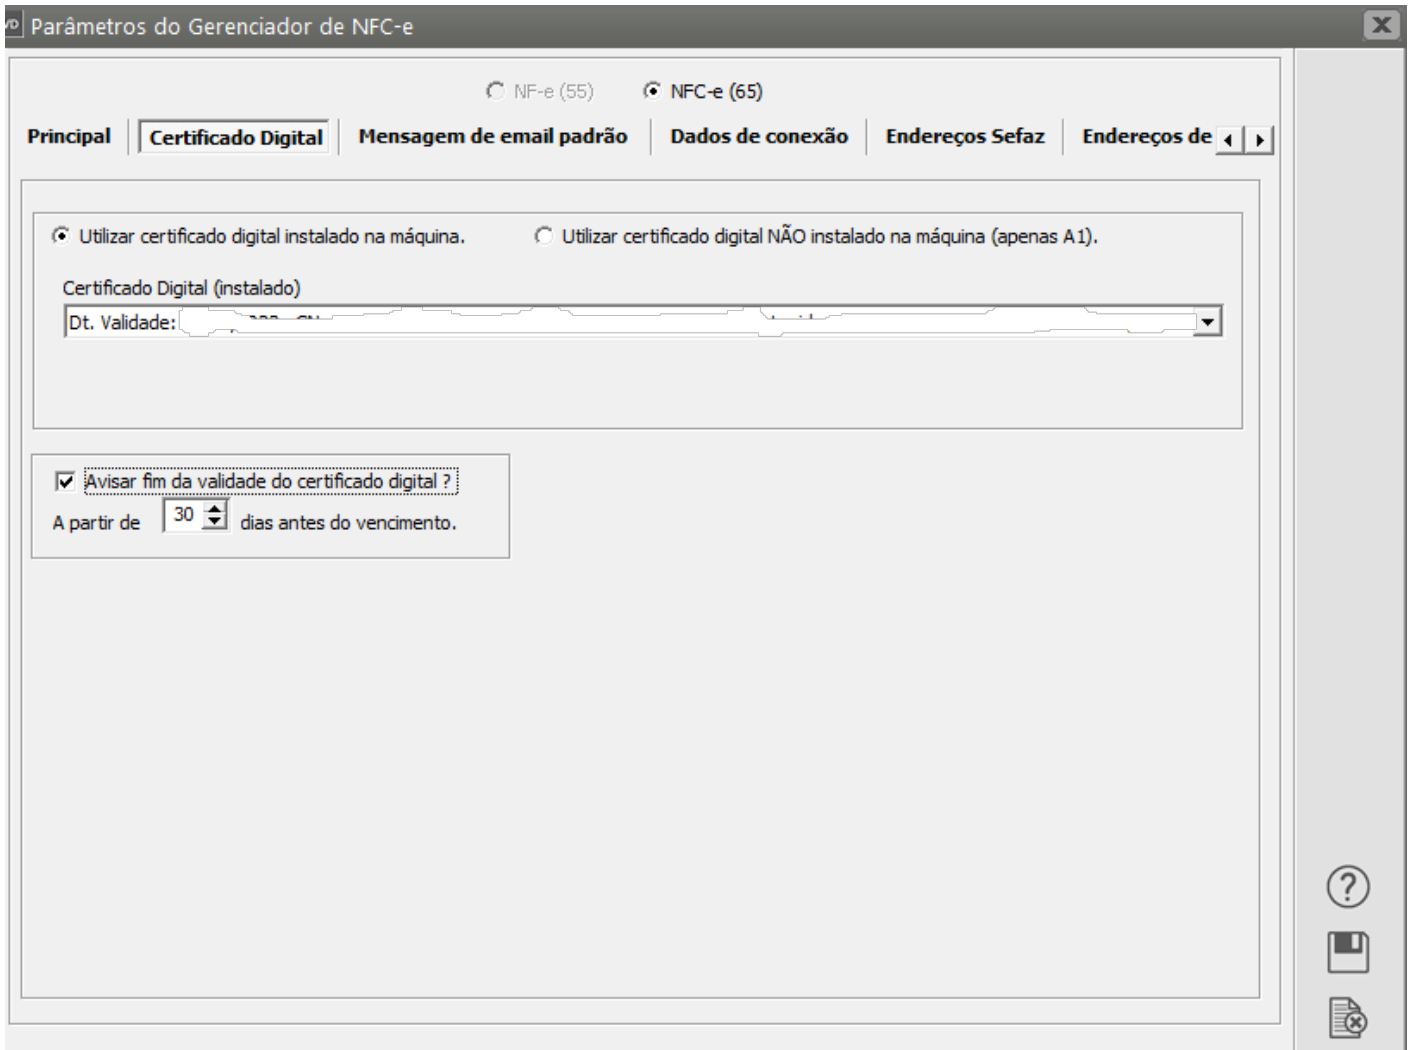 Parâmetros do Gerenciador de NFC-e
NF-e (55) NFC-e (65)
Principal Certificado Digital Mensagem de email padrão Dados de conexão Endereços Sefaz Endereços de
Utilizar certificado digital instalado na máquina. Utilizar certificado digital NÃO instalado na máquina (apenas A1).
Certificado Digital (instalado)
Dt. Validade:
Avisar fim da validade do certificado digital ?
A partir de 30 dias antes do vencimento.